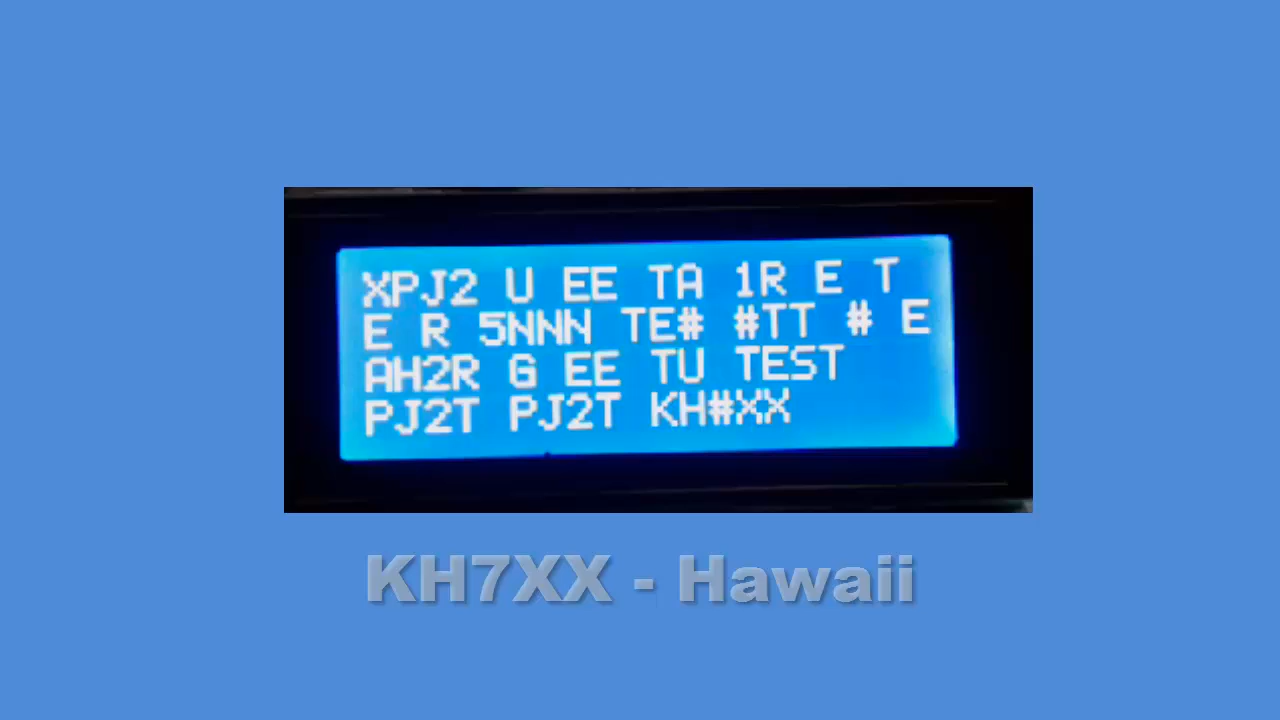 XPJ2 U EE TA 1R E T
E R 5NNN TE# #TT # E
AH2R G EE TU TEST
PJ2T PJ2T KH#XX
KH7XX - Hawaii